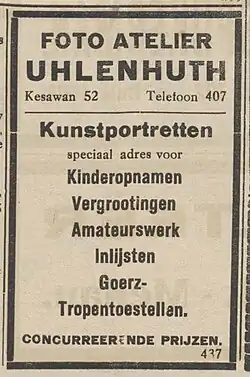 FOTO ATELIER
UHLENHUTH
Kesawan 52 Telefoon 407
Kunstportretten
speciaal adres voor
Kinderopnamen
Vergrootingen
Amateurswerk
Inlijsten
Goerz-
Tropentoestellen.
CONCURREERENDE PRIJZEN.
437